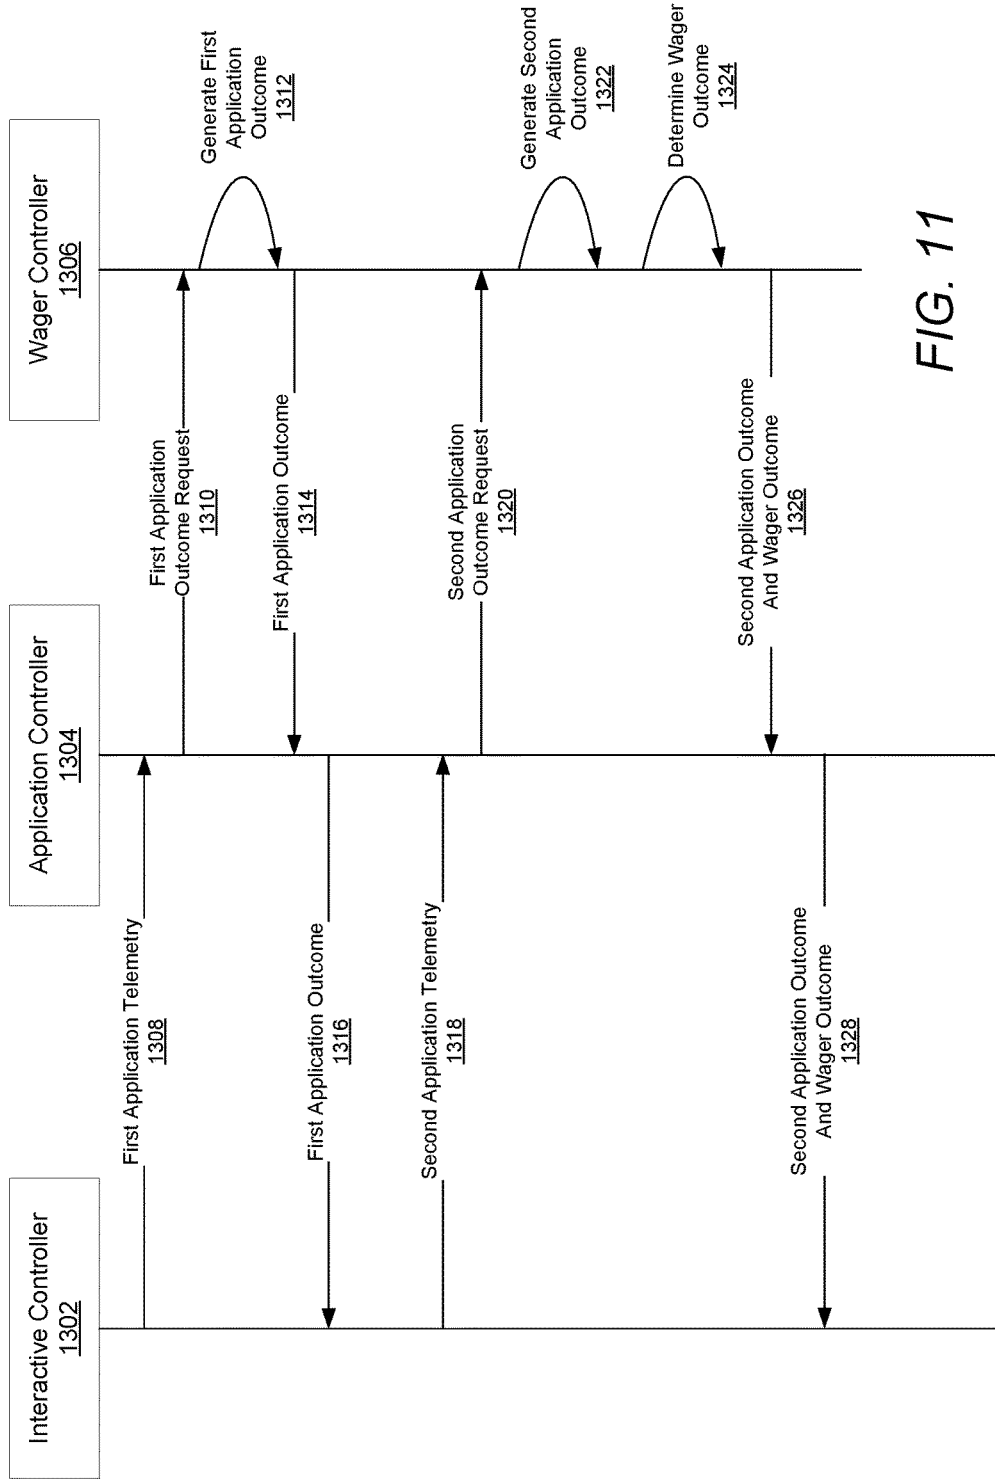 Interactive Controller
1302
Application Controller
1304
Wager Controller
1306
First Application Telemetry
1308
First Application
Outcome Request
1310
Generate First
Application
Outcome
1312
First Application Outcome
1314
First Application Outcome
1316
Second Application Telemetry
1318
Second Application
Outcome Request
1320
Generate Second
Application
Outcome
1322
Determine Wager
Outcome
1324
Second Application Outcome
And Wager Outcome
1326
Second Application Outcome
And Wager Outcome
1328
FIG. 11